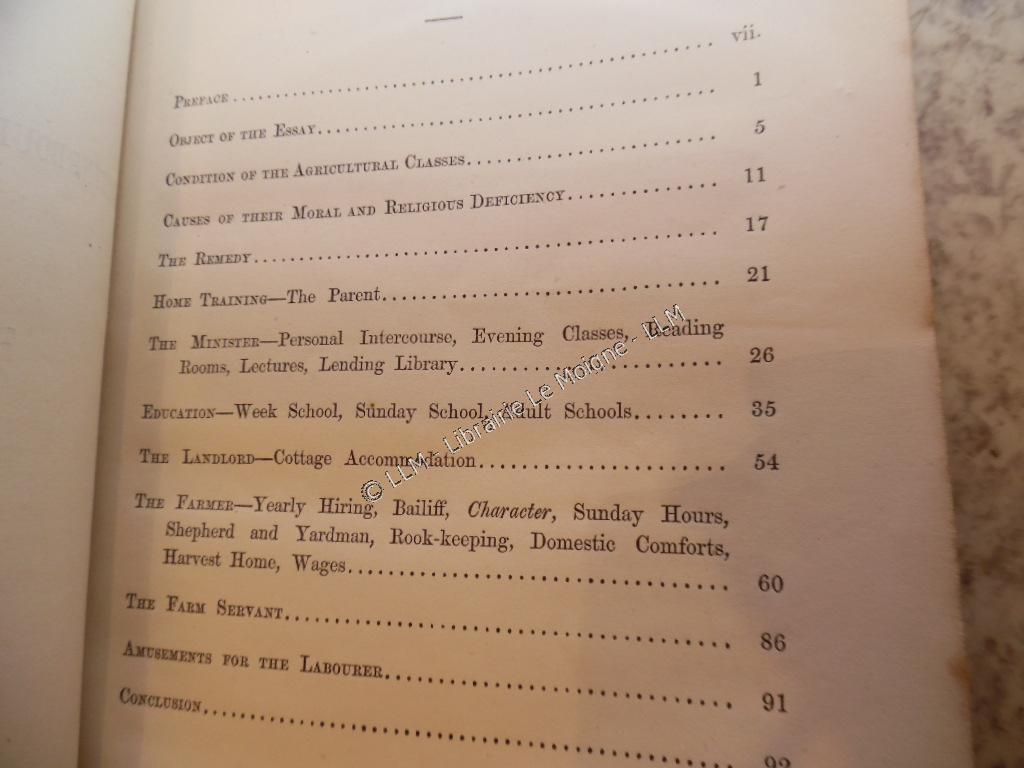 PREFACE........ vii.
OBJECT OF THE ESSAY........ 1
CONDITION OF THE AGRICULTURAL CLASSES........ 5
CAUSES OF THEIR MORAL AND RELIGIOUS DEFICIENCY........ 11
THE REMEDY........ 17
HOME TRAINING—The Parent........ 21
THE MINISTER—Personal Intercourse, Evening Classes, Reading
Rooms, Lectures, Lending Library........ 26
EDUCATION—Week School, Sunday School, Adult Schools........ 35
THE LANDLORD—Cottage Accommodation........ 54
THE FARMER—Yearly Hiring, Bailiff, Character, Sunday Hours,
Shepherd and Yardman, Rook-keeping, Domestic Comforts,
Harvest Home, Wages........ 60
THE FARM SERVANT........ 86
AMUSEMENTS FOR THE LABOURER........ 91
CONCLUSION........
© LLM - Librairie Le Moigne - LLM